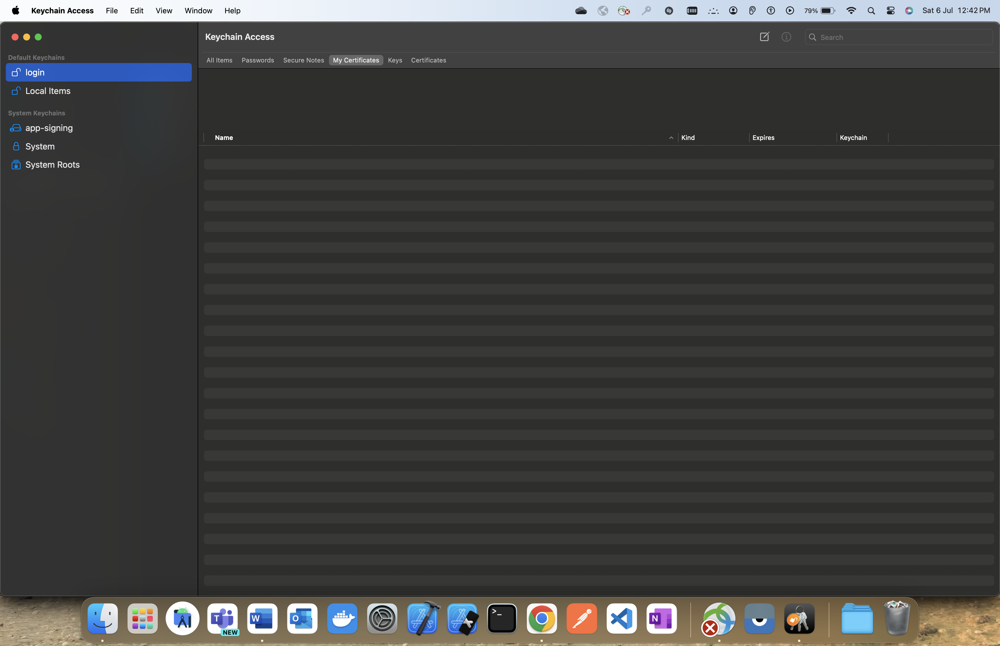 Keychain Access File Edit View Window Help 79% Sat 6 Jul 12:42 PM
Keychain Access
Search
Default Keychains
login
Local Items
System Keychains
app-signing
System
System Roots
All Items Passwords Secure Notes My Certificates Keys Certificates
Name Kind Expires Keychain
T
NEW
W
O
>_
N